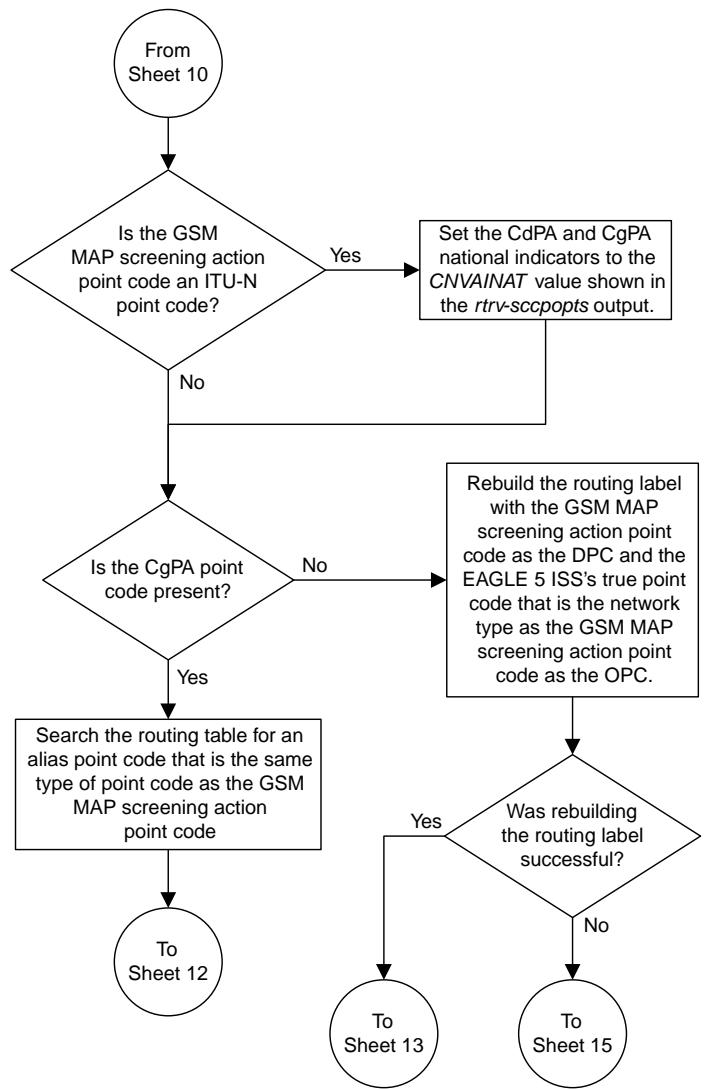 From
Sheet 10
Is the GSM
MAP screening action
point code an ITU-N
point code?
Yes
Set the CdPA and CgPA
national indicators to the
CNVAINAT value shown in
the rtrv-sccpopts output.
No
Is the CgPA point
code present?
No
Rebuild the routing label
with the GSM MAP
screening action point
code as the DPC and the
EAGLE 5 ISS's true point
code that is the network
type as the GSM MAP
screening action point
code as the OPC.
Yes
Search the routing table for an
alias point code that is the same
type of point code as the GSM
MAP screening action
point code
Was rebuilding
the routing label
successful?
Yes
No
To
Sheet 12
To
Sheet 13
To
Sheet 15